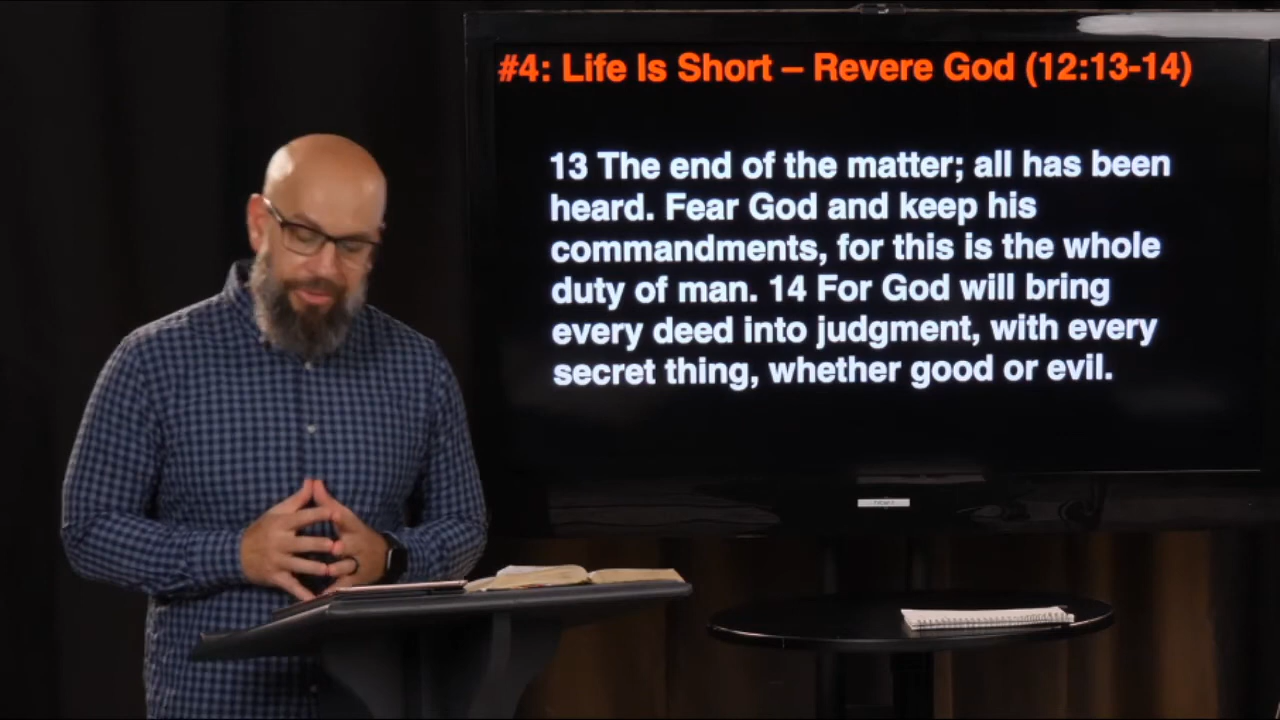 #4: Life Is Short – Revere God (12:13-14)
13 The end of the matter; all has been
heard. Fear God and keep his
commandments, for this is the whole
duty of man. 14 For God will bring
every deed into judgment, with every
secret thing, whether good or evil.